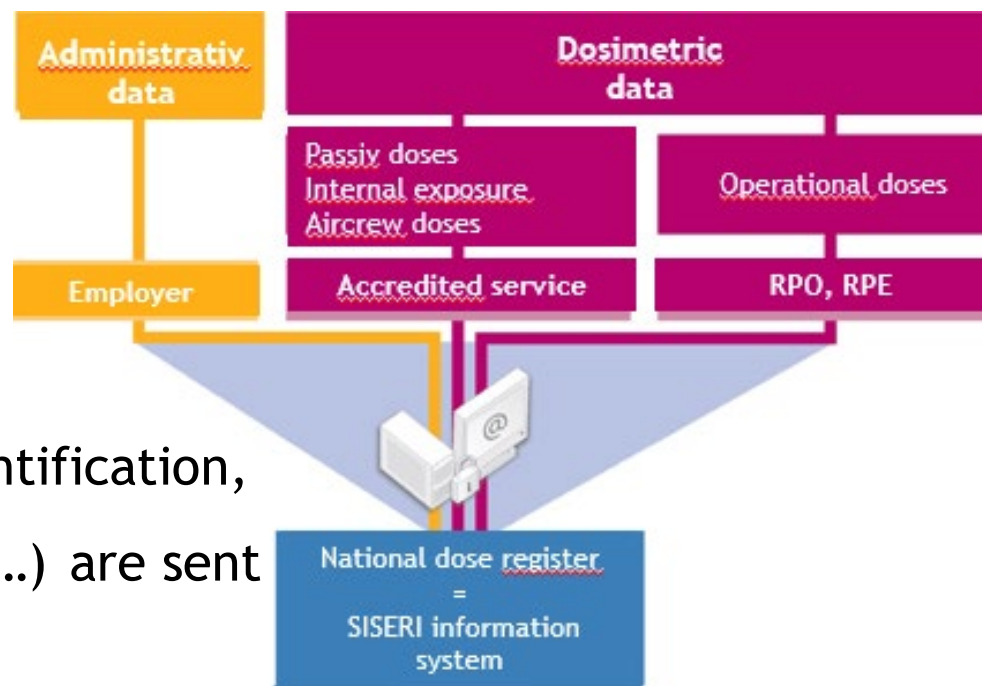 Administrativ
data
Dosimetric
data
Passiv doses
Internal exposure
Aircrew doses
Operational doses
Employer
Accredited service
RPO, RPE
@
ntification,
…) are sent
National dose register
=
SISERI information
system